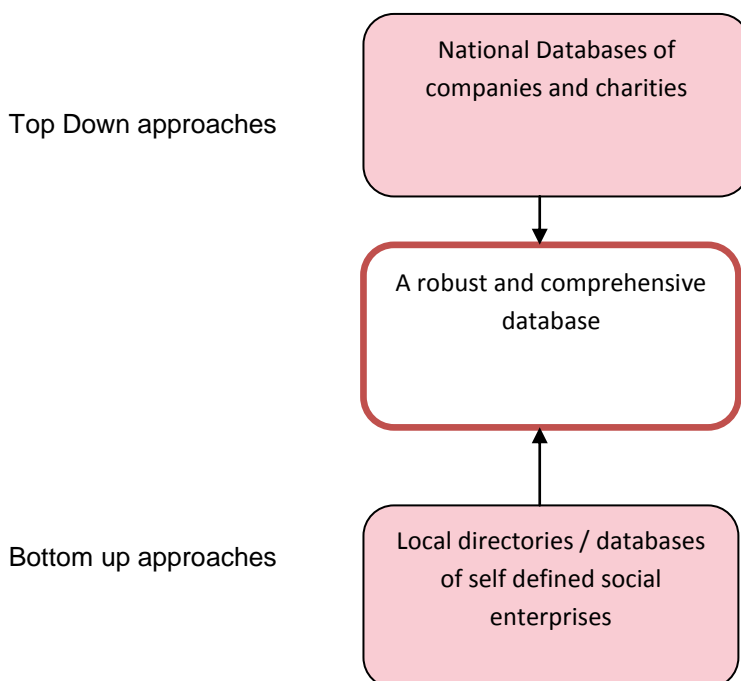 National Databases of
companies and charities
Top Down approaches
A robust and comprehensive
database
Local directories / databases
Bottom up approaches
of self defined social
enterprises